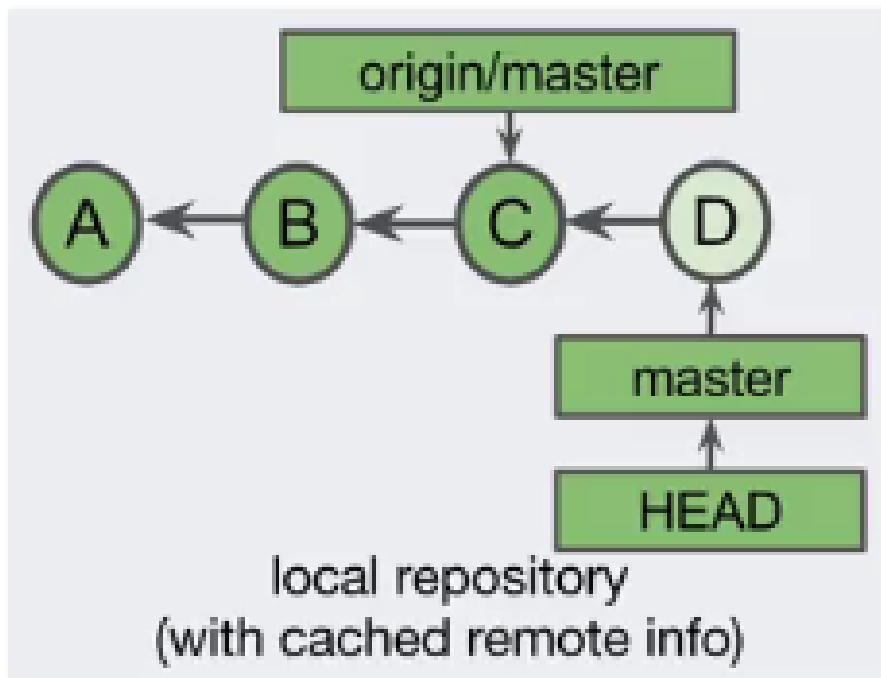 origin/master
A
B
C
D
master
HEAD
local repository
(with cached remote info)